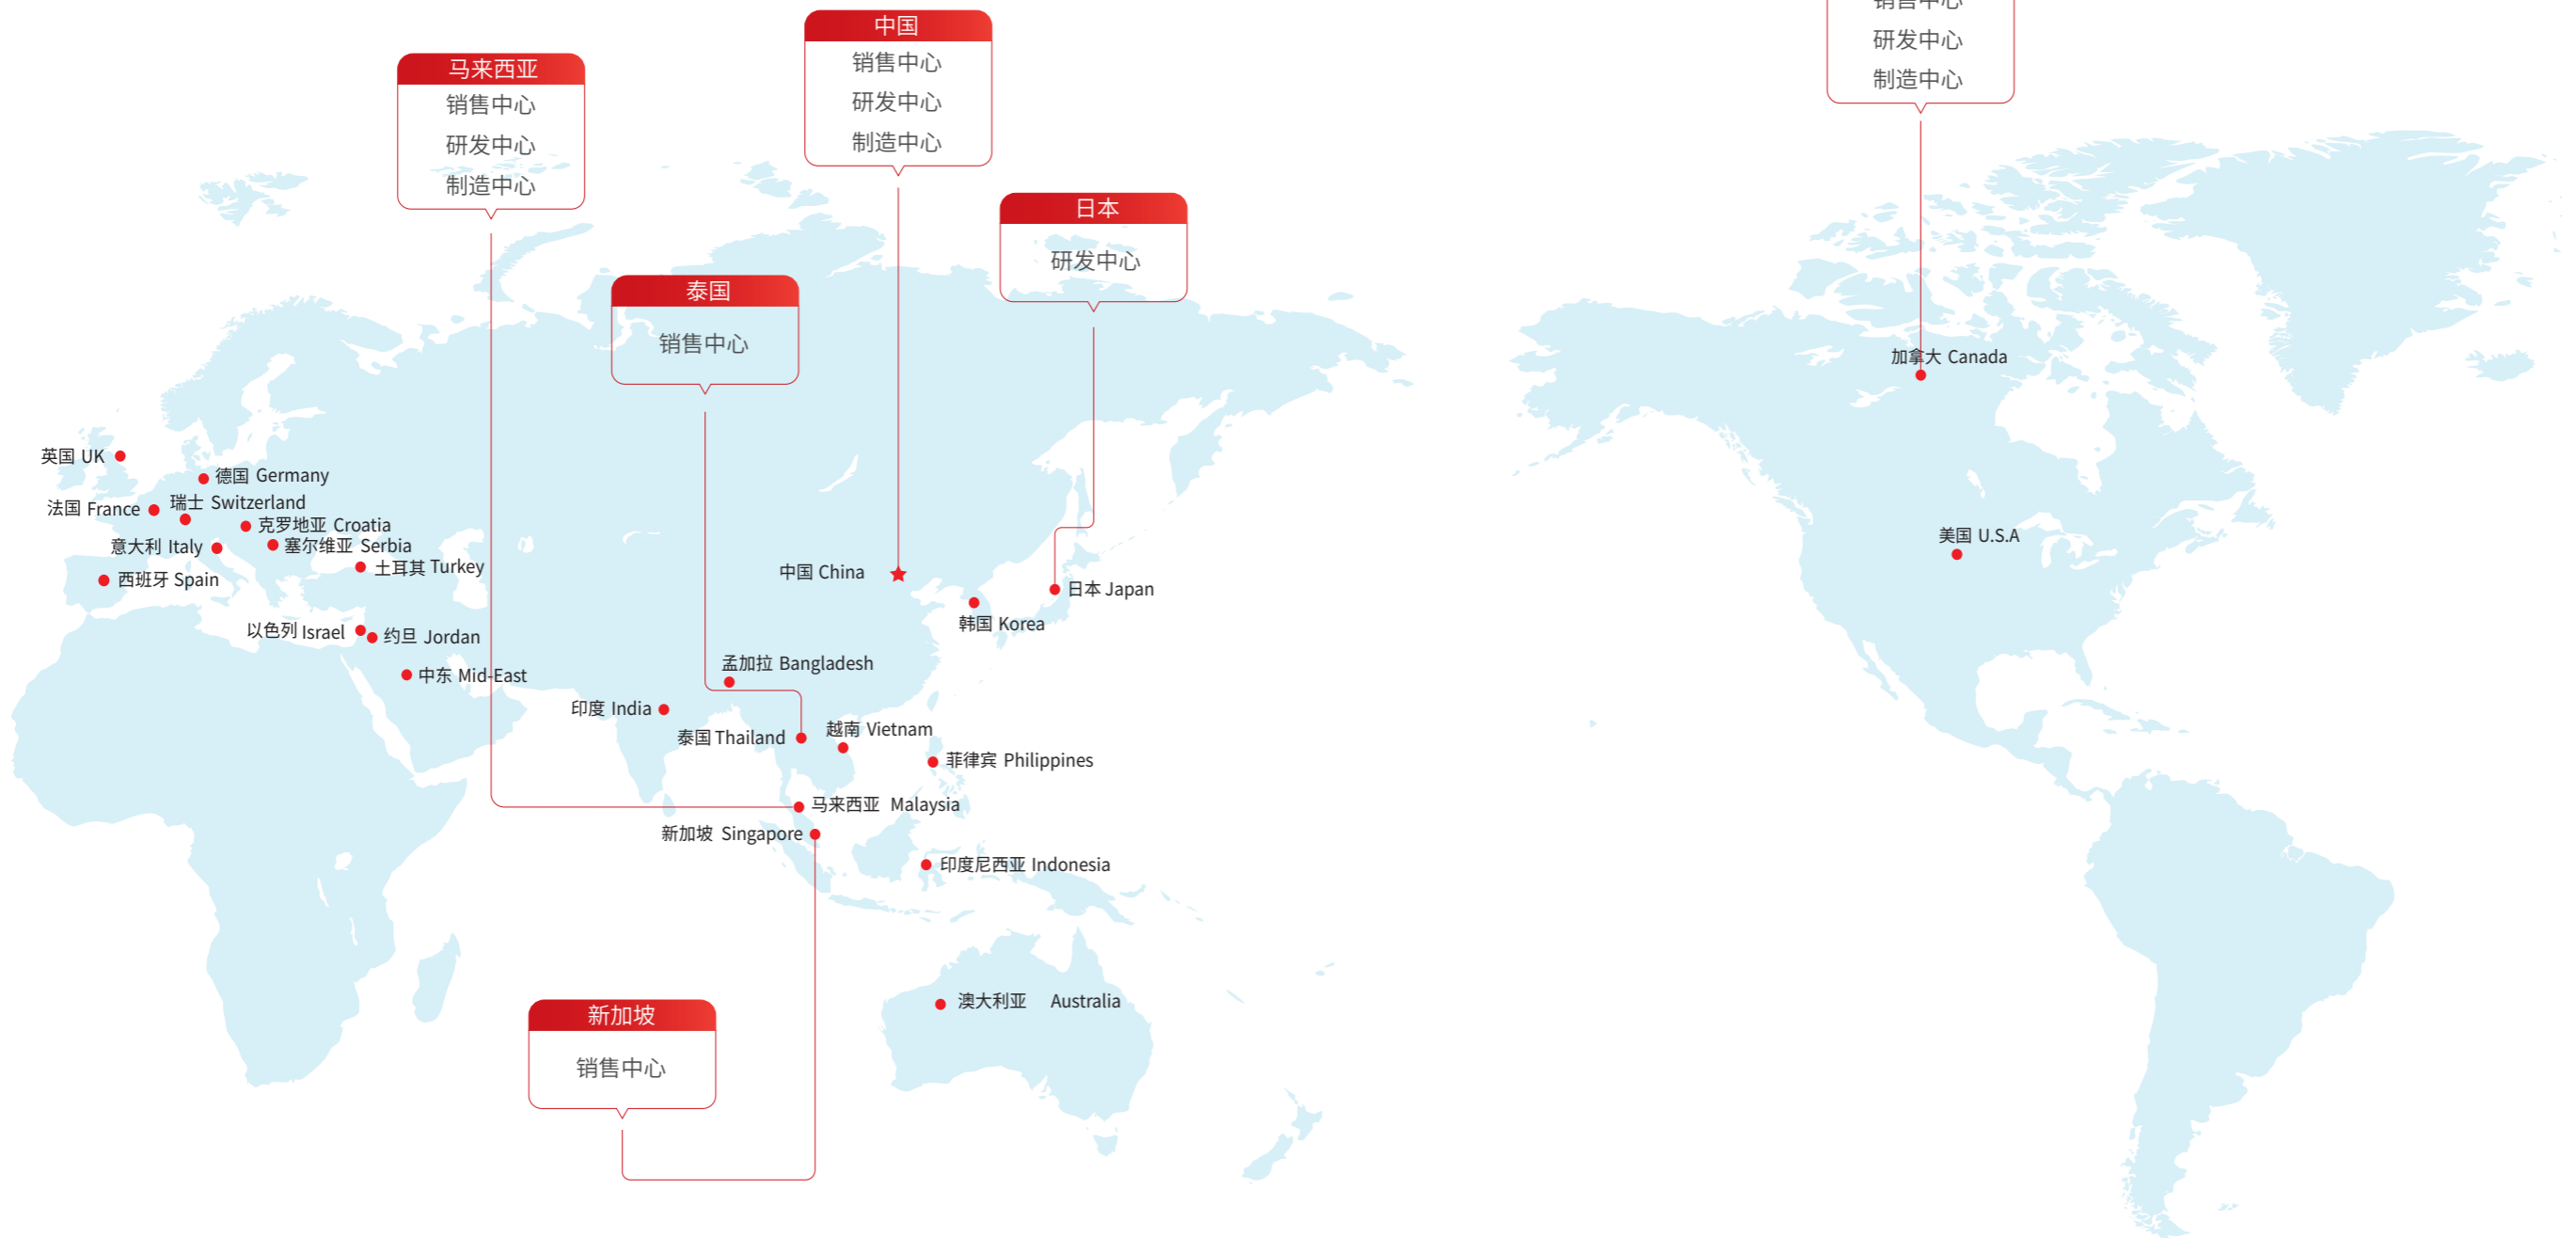 中国
销售中心
研发中心
制造中心
马来西亚
销售中心
研发中心
制造中心
销售中心
研发中心
制造中心
日本
研发中心
泰国
销售中心
加拿大 Canada
英国 UK
德国 Germany
法国 France
瑞士 Switzerland
克罗地亚 Croatia
意大利 Italy
塞尔维亚 Serbia
土耳其 Turkey
西班牙 Spain
美国 U.S.A
中国 China
日本 Japan
韩国 Korea
以色列 Israel
约旦 Jordan
中东 Mid-East
孟加拉 Bangladesh
印度 India
泰国 Thailand
越南 Vietnam
菲律宾 Philippines
马来西亚 Malaysia
新加坡 Singapore
印度尼西亚 Indonesia
澳大利亚 Australia
新加坡
销售中心